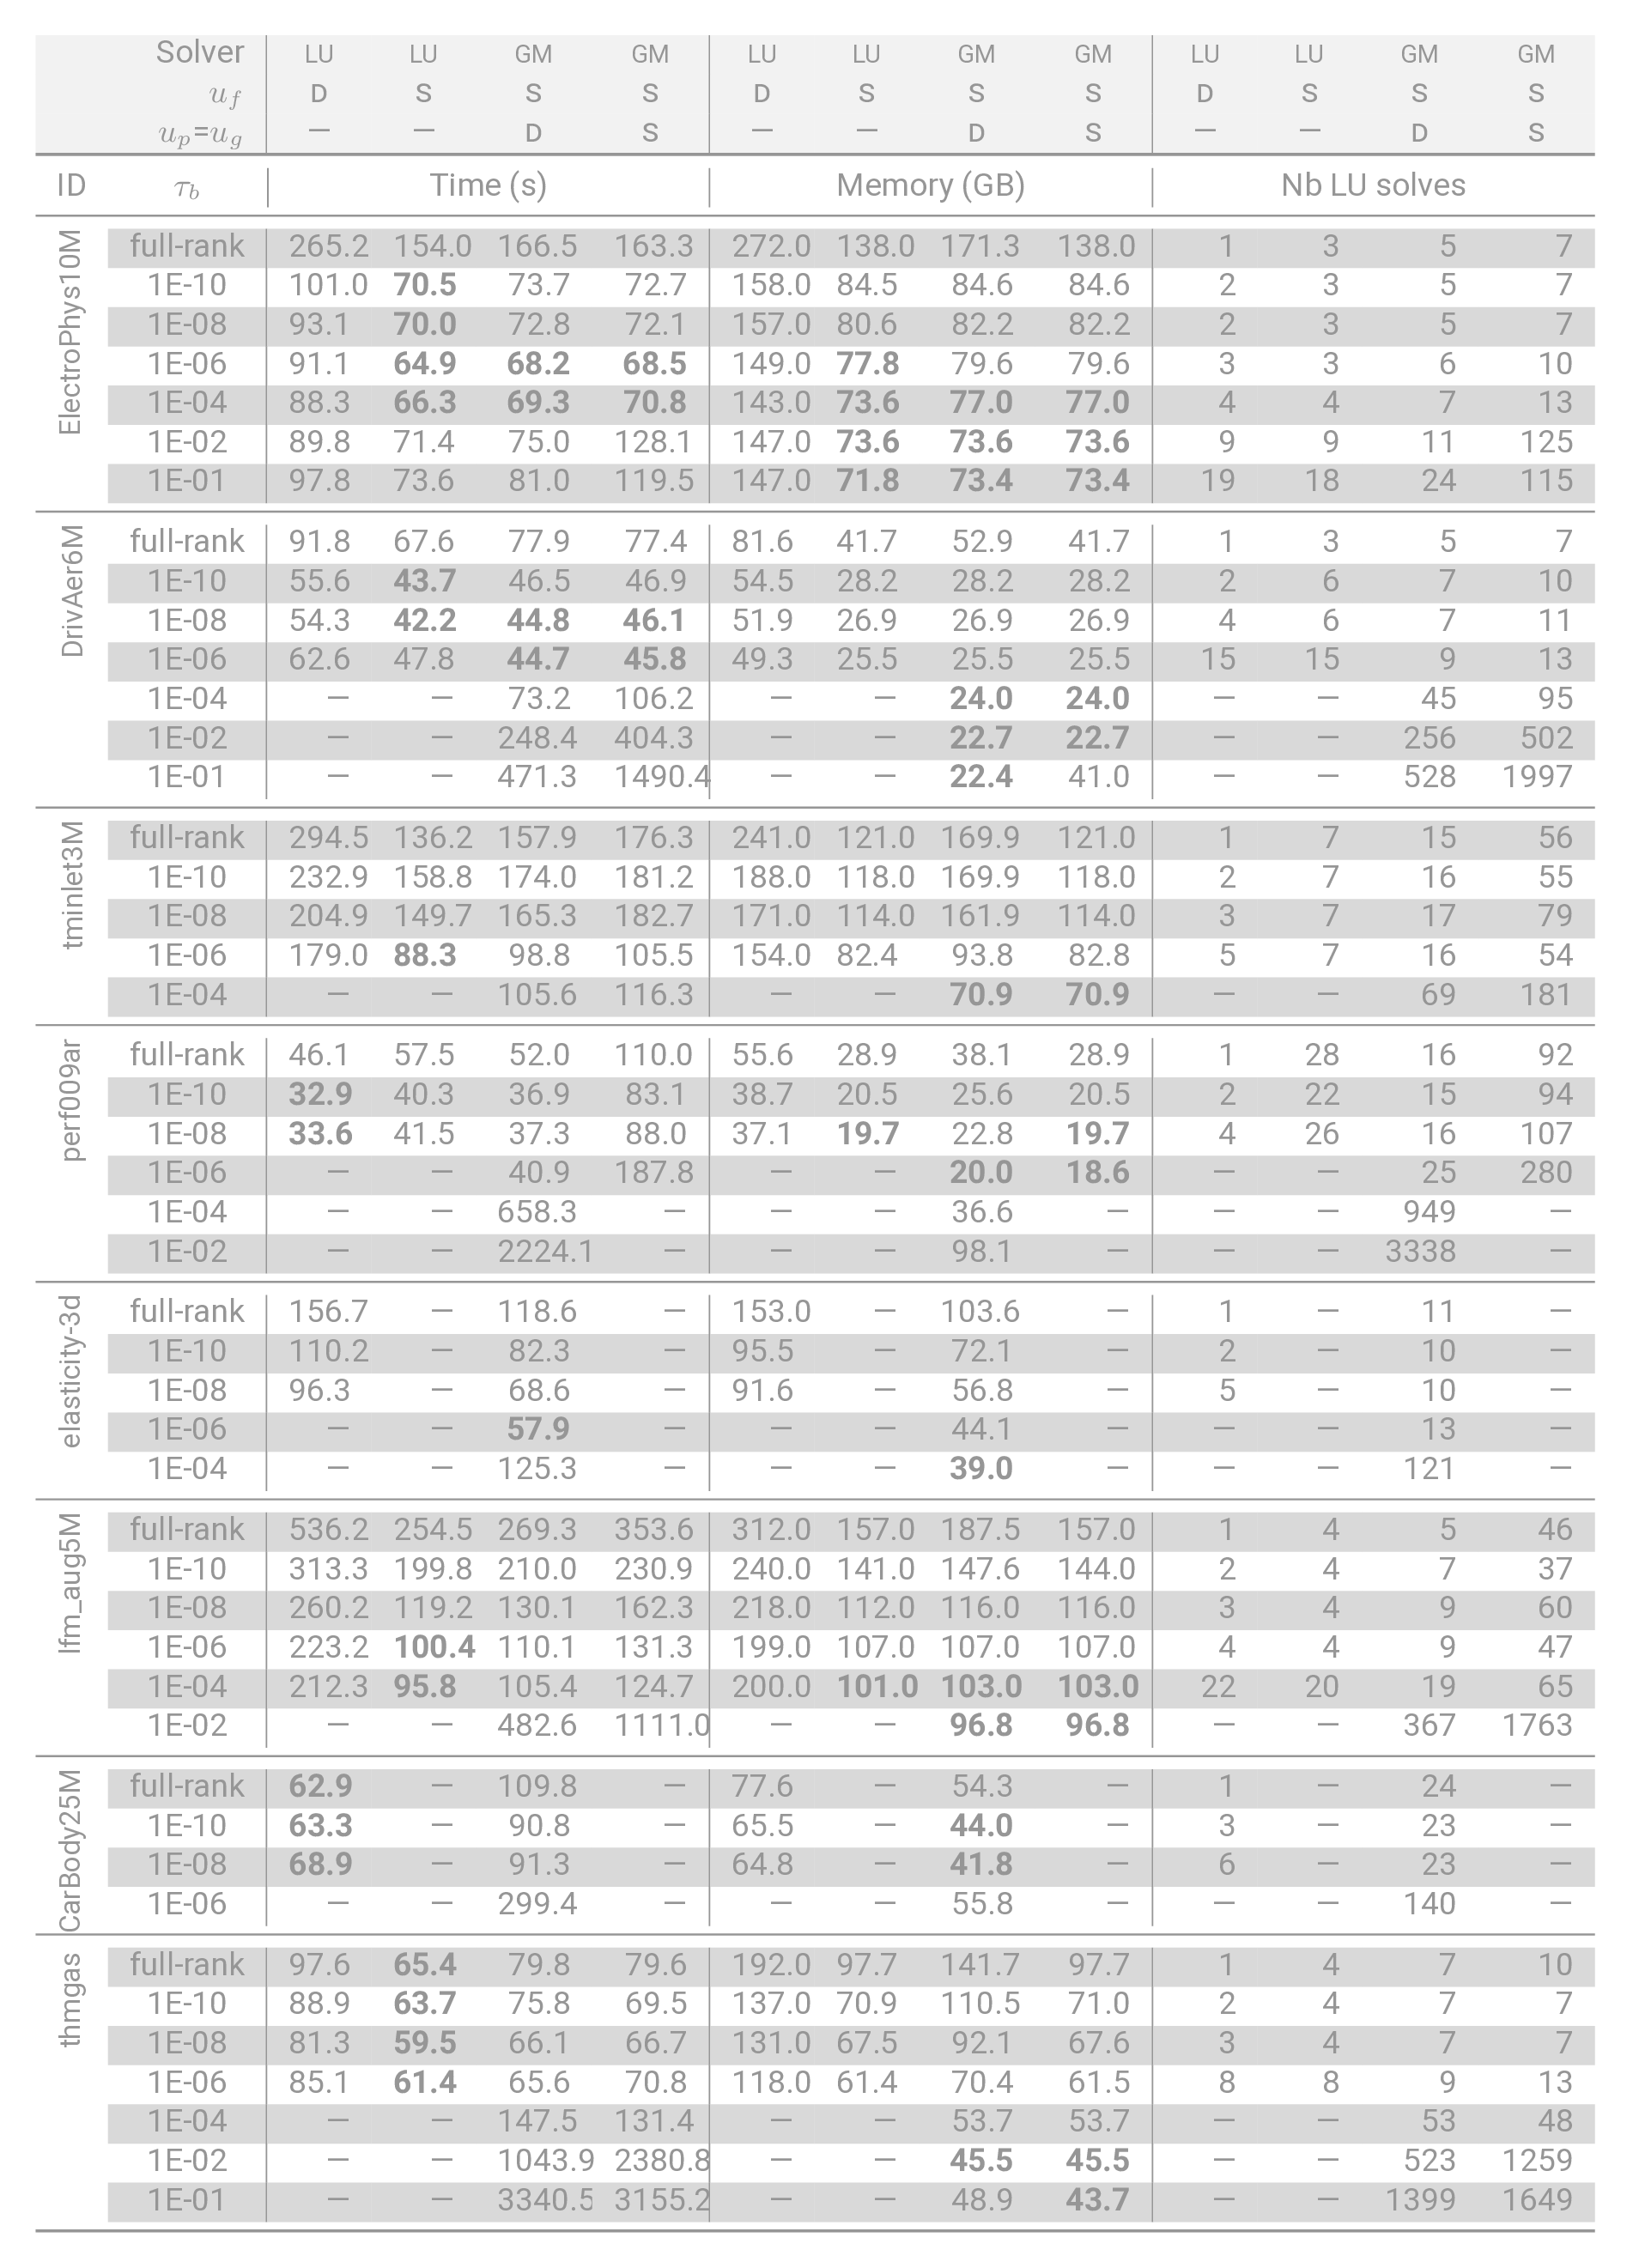 Solver LU LU GM GM LU LU GM GM LU LU GM GM
u_f D S S S D S S S D S S S
u_p=u_g — — D S — — D S — — D S
ID τ_b Time (s) Memory (GB) Nb LU solves
ElectroPhys10M
full-rank 265.2 154.0 166.5 163.3 272.0 138.0 171.3 138.0 1 3 5 7
1E-10 101.0 70.5 73.7 72.7 158.0 84.5 84.6 84.6 2 3 5 7
1E-08 93.1 70.0 72.8 72.1 157.0 80.6 82.2 82.2 2 3 5 7
1E-06 91.1 64.9 68.2 68.5 149.0 77.8 79.6 79.6 3 3 6 10
1E-04 88.3 66.3 69.3 70.8 143.0 73.6 77.0 77.0 4 4 7 13
1E-02 89.8 71.4 75.0 128.1 147.0 73.6 73.6 73.6 9 9 11 125
1E-01 97.8 73.6 81.0 119.5 147.0 71.8 73.4 73.4 19 18 24 115
DrivAer6M
full-rank 91.8 67.6 77.9 77.4 81.6 41.7 52.9 41.7 1 3 5 7
1E-10 55.6 43.7 46.5 46.9 54.5 28.2 28.2 28.2 2 6 7 10
1E-08 54.3 42.2 44.8 46.1 51.9 26.9 26.9 26.9 4 6 7 11
1E-06 62.6 47.8 44.7 45.8 49.3 25.5 25.5 25.5 15 15 9 13
1E-04 — — 73.2 106.2 — — 24.0 24.0 — — 45 95
1E-02 — — 248.4 404.3 — — 22.7 22.7 — — 256 502
1E-01 — — 471.3 1490.4 — — 22.4 41.0 — — 528 1997
tminlet3M
full-rank 294.5 136.2 157.9 176.3 241.0 121.0 169.9 121.0 1 7 15 56
1E-10 232.9 158.8 174.0 181.2 188.0 118.0 169.9 118.0 2 7 16 55
1E-08 204.9 149.7 165.3 182.7 171.0 114.0 161.9 114.0 3 7 17 79
1E-06 179.0 88.3 98.8 105.5 154.0 82.4 93.8 82.8 5 7 16 54
1E-04 — — 105.6 116.3 — — 70.9 70.9 — — 69 181
perf009ar
full-rank 46.1 57.5 52.0 110.0 55.6 28.9 38.1 28.9 1 28 16 92
1E-10 32.9 40.3 36.9 83.1 38.7 20.5 25.6 20.5 2 22 15 94
1E-08 33.6 41.5 37.3 88.0 37.1 19.7 22.8 19.7 4 26 16 107
1E-06 — — 40.9 187.8 — — 20.0 18.6 — — 25 280
1E-04 — — 658.3 — — — 36.6 — — — 949 —
1E-02 — — 2224.1 — — — 98.1 — — — 3338 —
elasticity-3d
full-rank 156.7 — 118.6 — 153.0 — 103.6 — 1 — 11 —
1E-10 110.2 — 82.3 — 95.5 — 72.1 — 2 — 10 —
1E-08 96.3 — 68.6 — 91.6 — 56.8 — 5 — 10 —
1E-06 — — 57.9 — — — 44.1 — — — 13 —
1E-04 — — 125.3 — — — 39.0 — — — 121 —
lfm_aug5M
full-rank 536.2 254.5 269.3 353.6 312.0 157.0 187.5 157.0 1 4 5 46
1E-10 313.3 199.8 210.0 230.9 240.0 141.0 147.6 144.0 2 4 7 37
1E-08 260.2 119.2 130.1 162.3 218.0 112.0 116.0 116.0 3 4 9 60
1E-06 223.2 100.4 110.1 131.3 199.0 107.0 107.0 107.0 4 4 9 47
1E-04 212.3 95.8 105.4 124.7 200.0 101.0 103.0 103.0 22 20 19 65
1E-02 — — 482.6 1111.0 — — 96.8 96.8 — — 367 1763
CarBody25M
full-rank 62.9 — 109.8 — 77.6 — 54.3 — 1 — 24 —
1E-10 63.3 — 90.8 — 65.5 — 44.0 — 3 — 23 —
1E-08 68.9 — 91.3 — 64.8 — 41.8 — 6 — 23 —
1E-06 — — 299.4 — — — 55.8 — — — 140 —
thmgas
full-rank 97.6 65.4 79.8 79.6 192.0 97.7 141.7 97.7 1 4 7 10
1E-10 88.9 63.7 75.8 69.5 137.0 70.9 110.5 71.0 2 4 7 7
1E-08 81.3 59.5 66.1 66.7 131.0 67.5 92.1 67.6 3 4 7 7
1E-06 85.1 61.4 65.6 70.8 118.0 61.4 70.4 61.5 8 8 9 13
1E-04 — — 147.5 131.4 — — 53.7 53.7 — — 53 48
1E-02 — — 1043.9 2380.8 — — 45.5 45.5 — — 523 1259
1E-01 — — 3340.5 3155.2 — — 48.9 43.7 — — 1399 1649